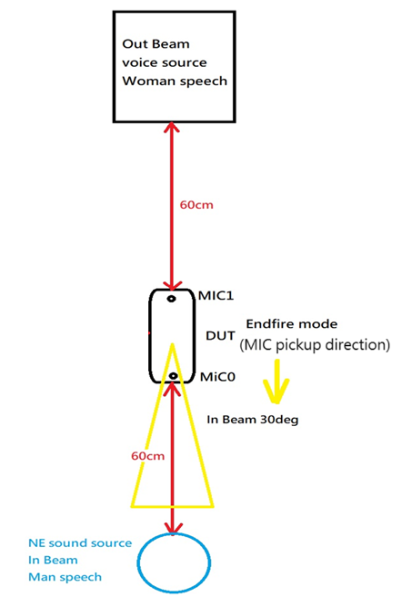 Out Beam
voice source
Woman speech
60cm
MIC1
DUT
Endfire mode
(MIC pickup direction)
MiC0
In Beam 30deg
60cm
NE sound source
In Beam
Man speech